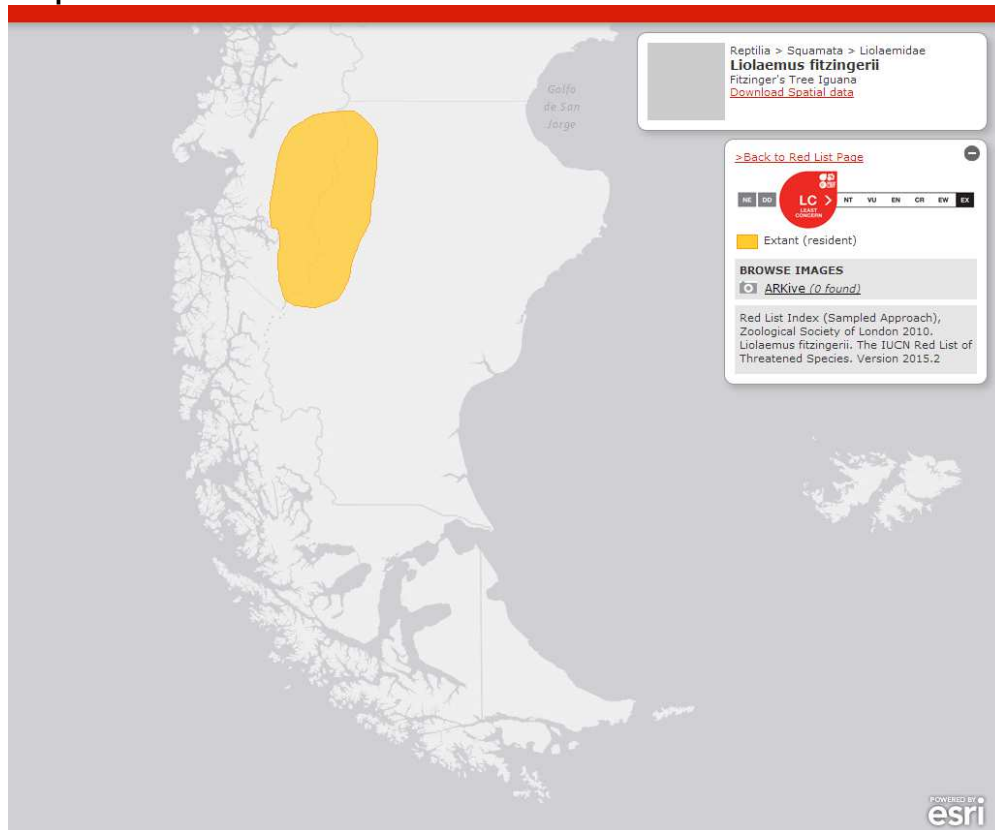 Golfo
de San
Jorge
Reptilia > Squamata > Liolaemidae
Liolaemus fitzingerii
Fitzinger's Tree Iguana
Download Spatial data
>Back to Red List Page
NE DD LC > NT VU EN CR EW EX
LEAST
CONCERN
Extant (resident)
BROWSE IMAGES
ARKive (0 found)
Red List Index (Sampled Approach),
Zoological Society of London 2010.
Liolaemus fitzingerii. The IUCN Red List of
Threatened Species. Version 2015.2
POWERED BY
esri